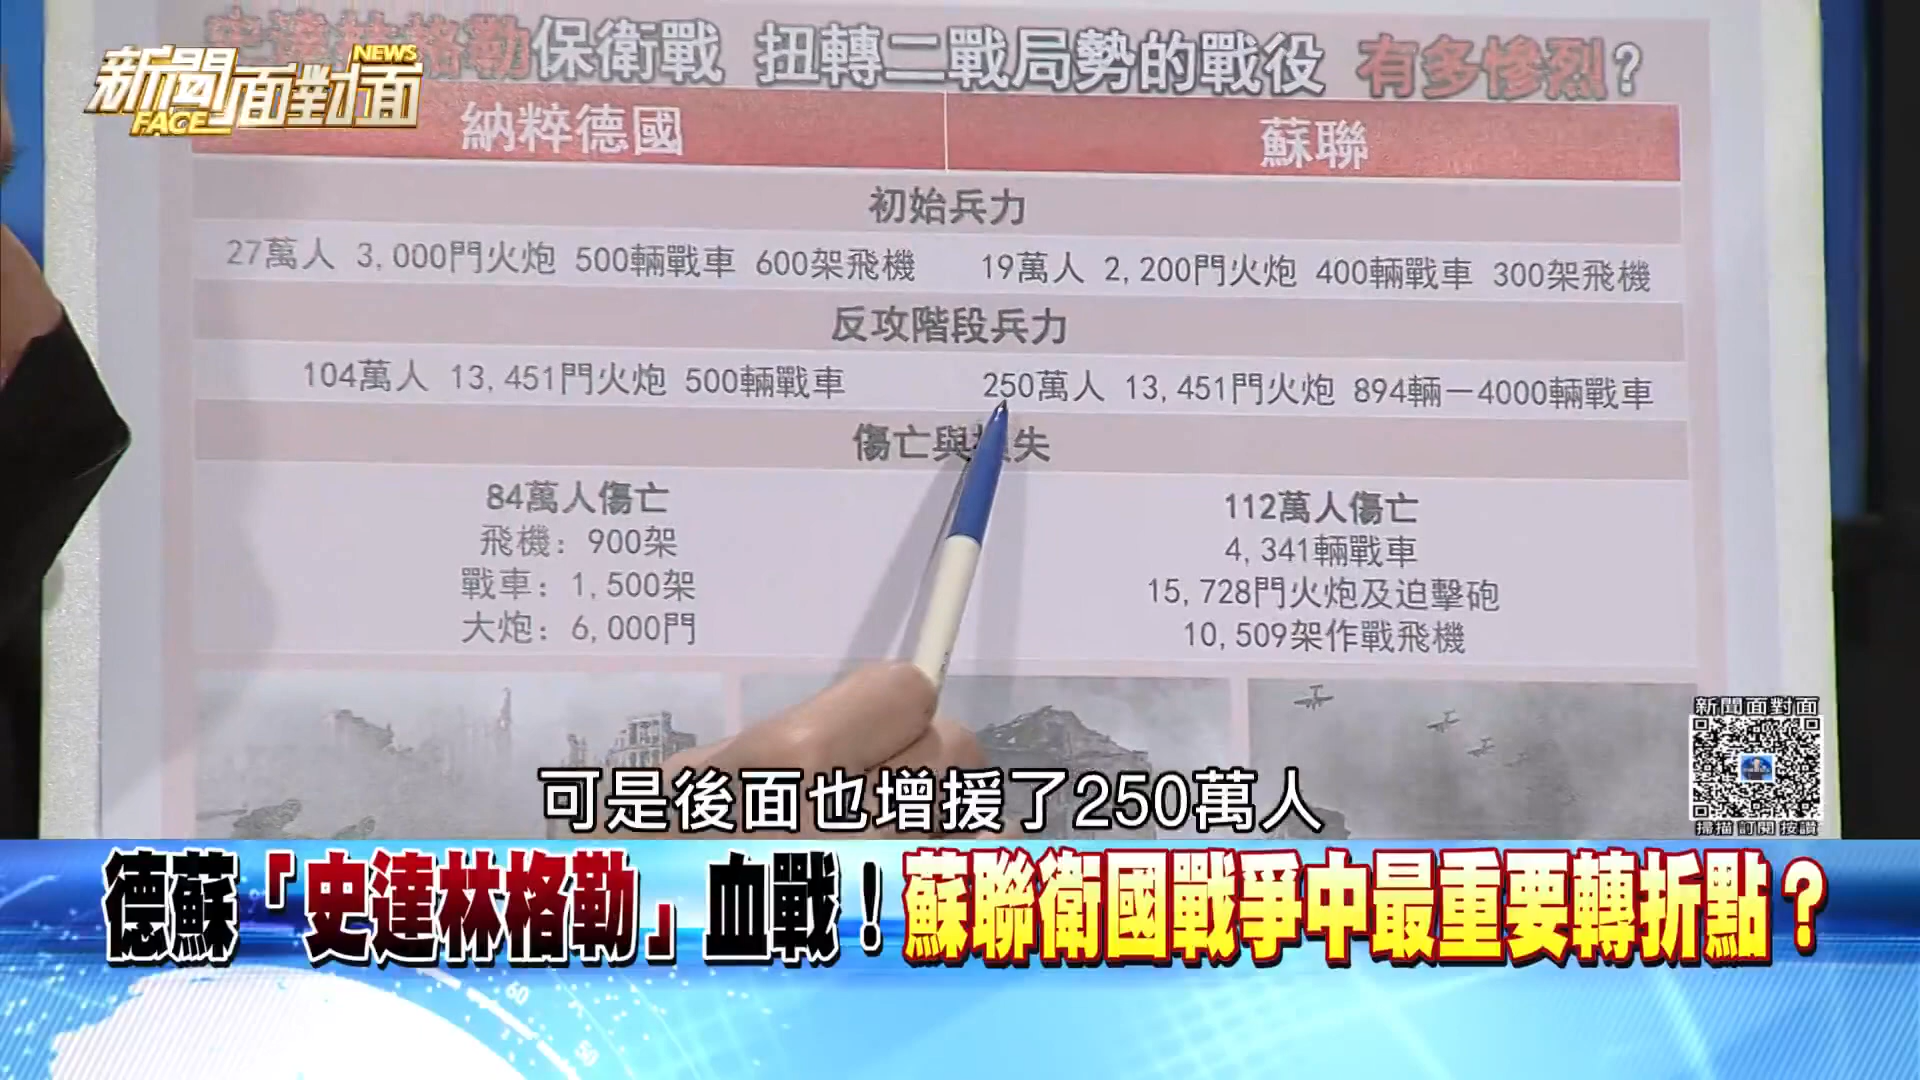 史達林格勒保衛戰 扭轉二戰局勢的戰役 有多慘烈?
新聞面對面
NEWS
FACE
納粹德國 蘇聯
初始兵力
27萬人 3,000門火炮 500輛戰車 600架飛機 19萬人 2,200門火炮 400輛戰車 300架飛機
反攻階段兵力
104萬人 13,451門火炮 500輛戰車 250萬人 13,451門火炮 894輛一4000輛戰車
傷亡與 失
84萬人傷亡
飛機: 900架
戰車: 1,500架
大炮: 6,000門
112萬人傷亡
4,341輛戰車
15,728門火炮及迫擊砲
10,509架作戰飛機
新聞面對面
掃描 訂閱 按讚
可是後面也增援了250萬人
德蘇「史達林格勒」血戰!蘇聯衛國戰爭中最重要轉折點?
60
50